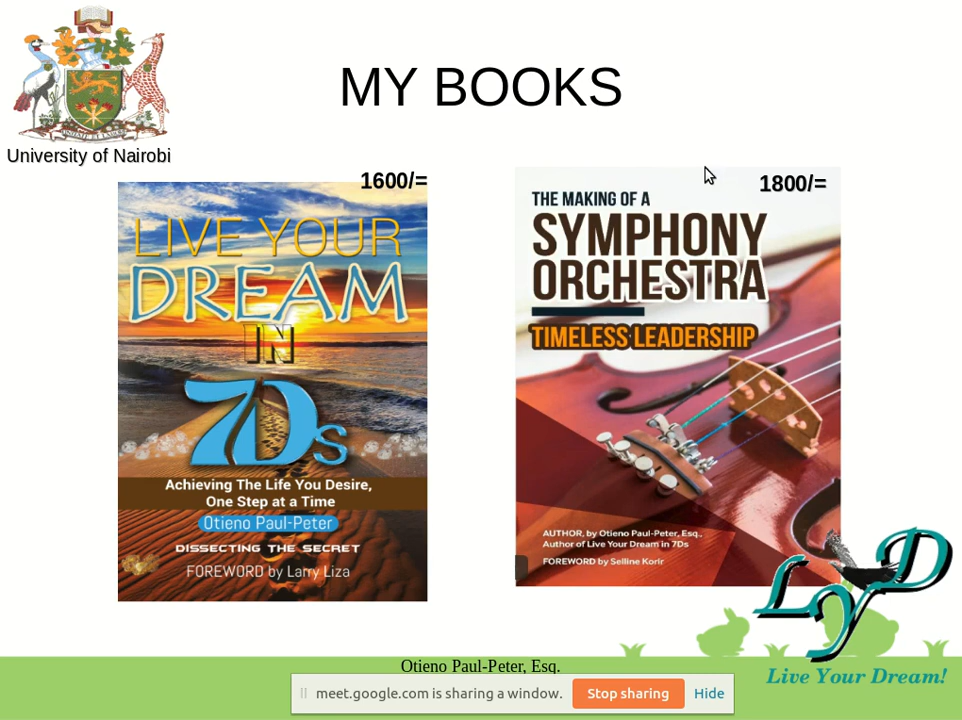 MY BOOKS
University of Nairobi
1600/=
LIVE YOUR
DREAM
IN
7Ds
Achieving The Life You Desire,
One Step at a Time
Otieno Paul-Peter
DISSECTING THE SECRET
FOREWORD by Larry Liza
1800/=
THE MAKING OF A
SYMPHONY
ORCHESTRA
TIMELESS LEADERSHIP
AUTHOR, by Otieno Paul-Peter, Esq.,
Author of Live Your Dream in 7Ds
FOREWORD by Selline Korir
LYD
Live Your Dream!
Otieno Paul-Peter, Esq.
meet.google.com is sharing a window.
Stop sharing
Hide